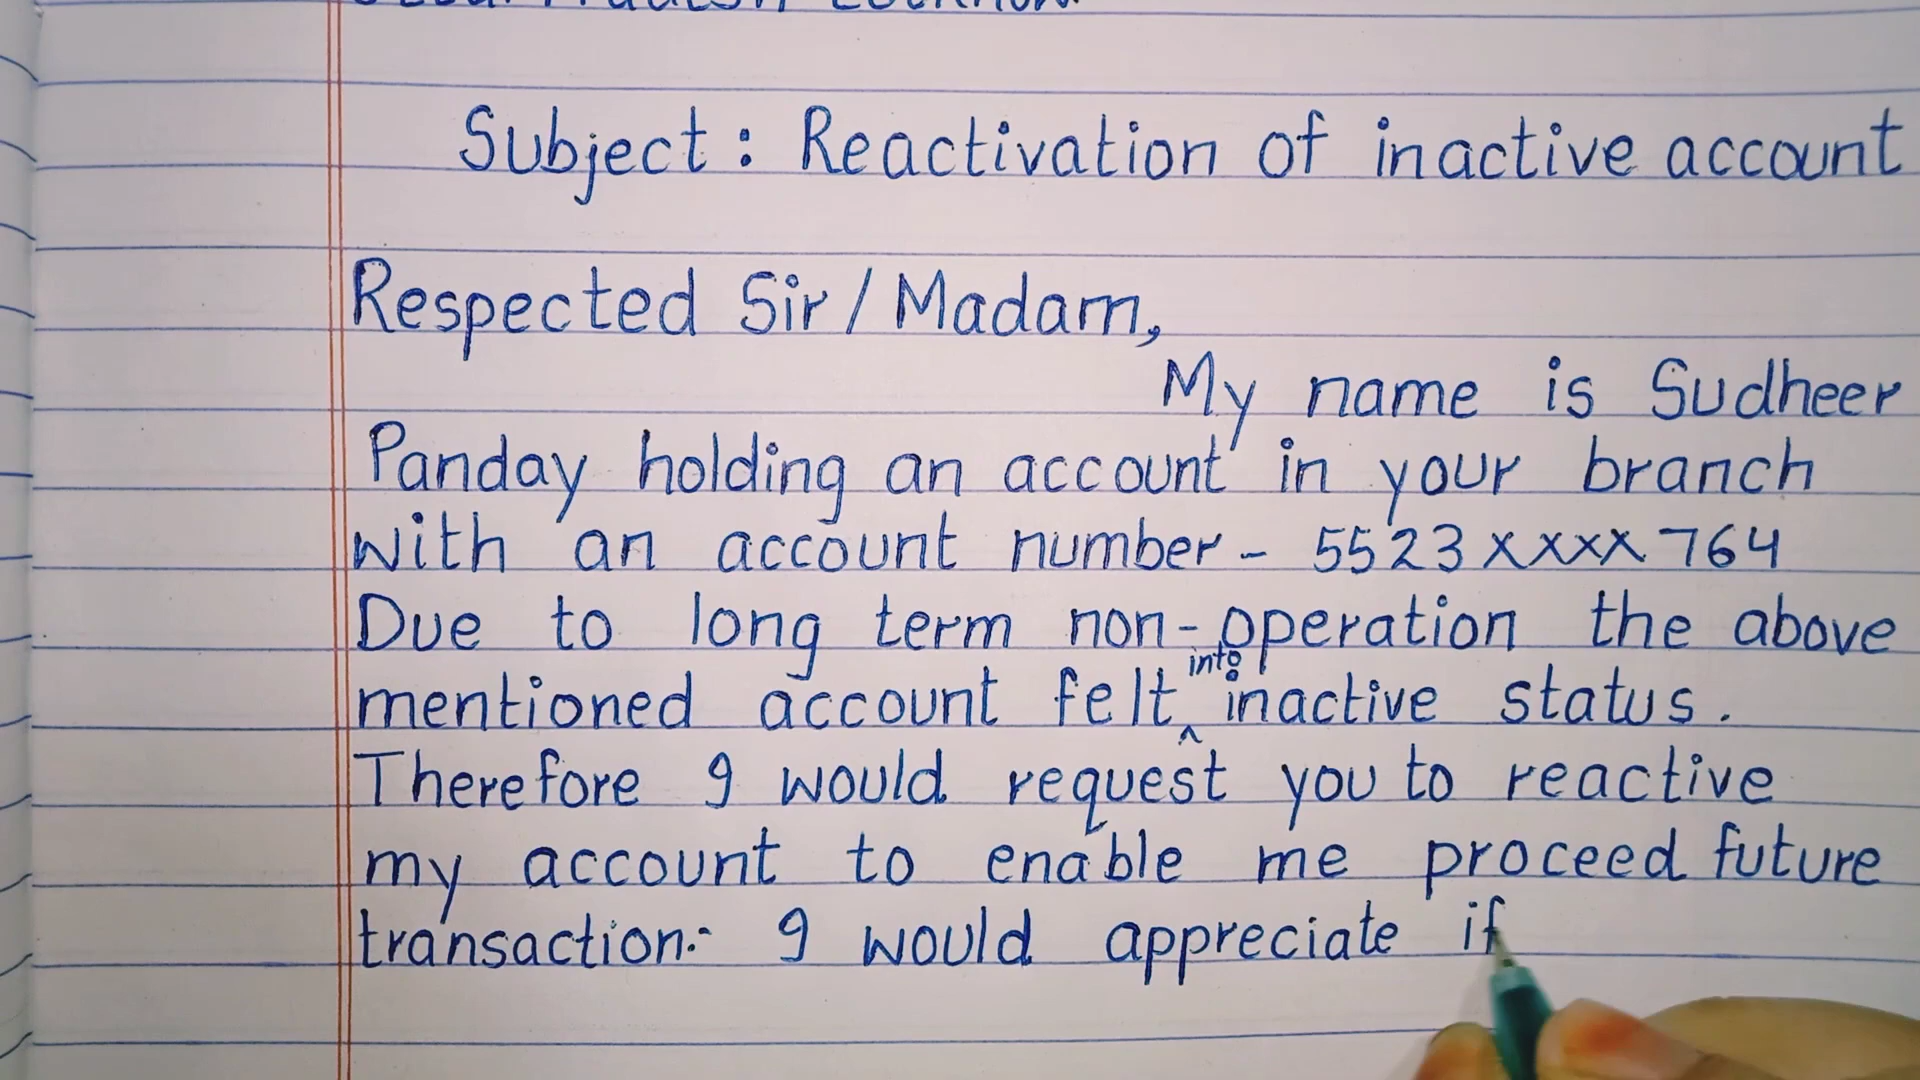 Subject : Reactivation of inactive account
Respected Sir / Madam,
My name is Sudheer
Panday holding an account in your branch
with an account number - 5523xxxx764
Due to long term non-operation the above
mentioned account felt into inactive status.
Therefore I would request you to reactive
my account to enable me proceed future
transaction.- I would appreciate if